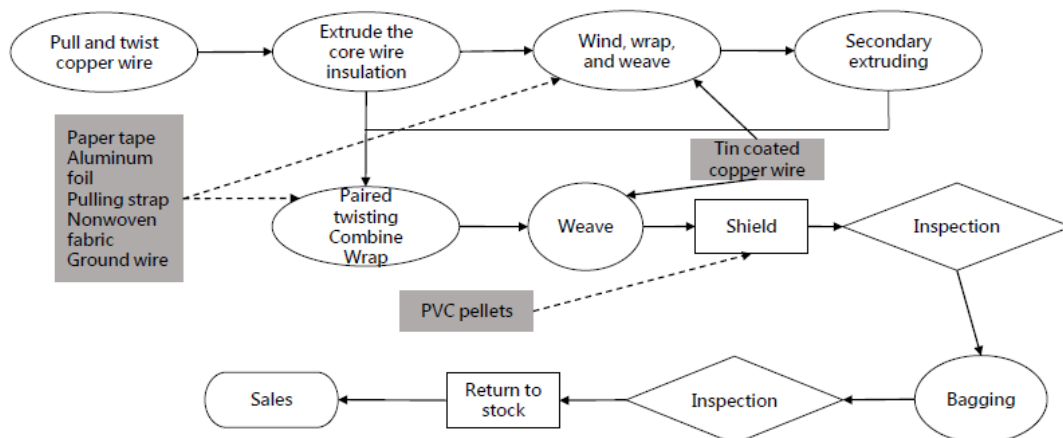 Pull and twist
copper wire
Extrude the
core wire
insulation
Wind, wrap,
and weave
Secondary
extruding
Paper tape
Aluminum
foil
Pulling strap
Nonwoven
fabric
Ground wire
Tin coated
copper wire
Paired
twisting
Combine
Wrap
Weave
Shield
Inspection
PVC pellets
Sales
Return to
stock
Inspection
Bagging